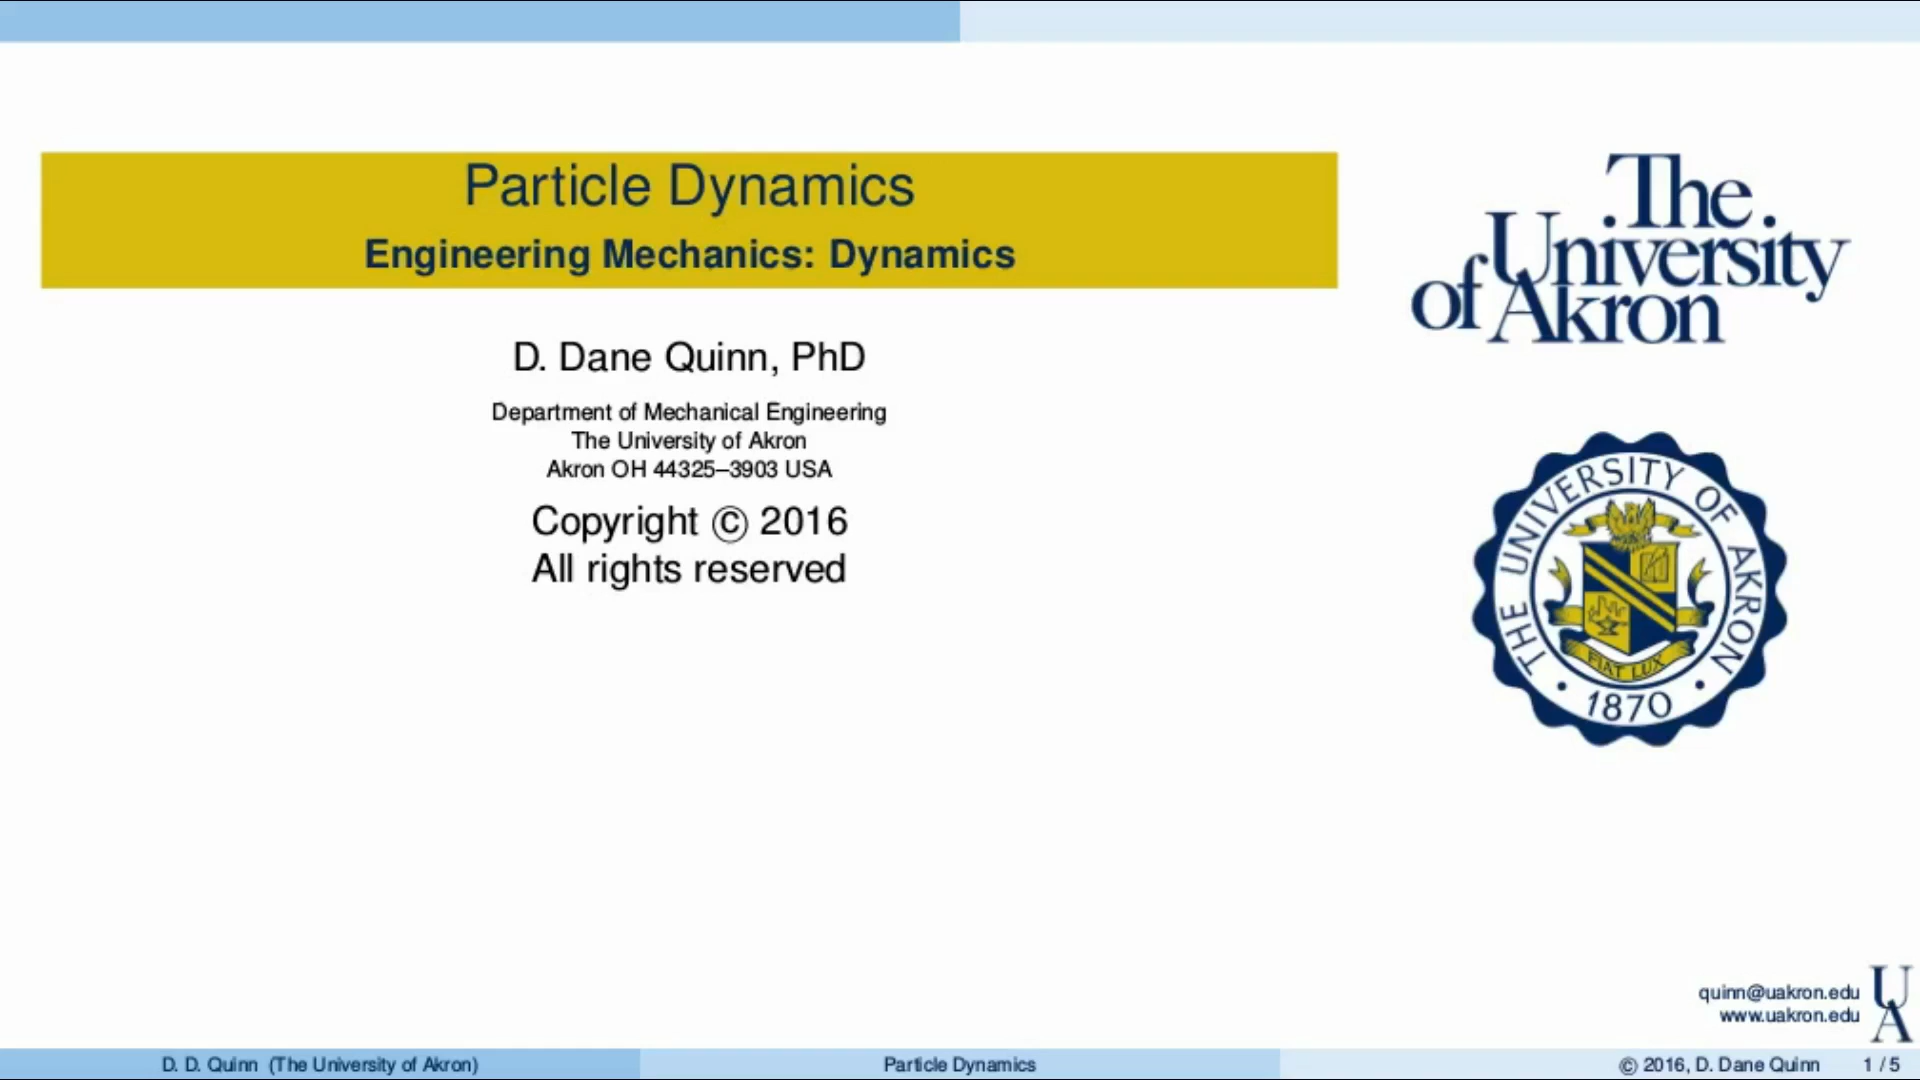 Particle Dynamics
Engineering Mechanics: Dynamics
D. Dane Quinn, PhD
Department of Mechanical Engineering
The University of Akron
Akron OH 44325–3903 USA
Copyright © 2016
All rights reserved
The
University
of Akron
THE UNIVERSITY OF AKRON
FIAT LUX
• 1870 •
quinn@uakron.edu
www.uakron.edu
UA
D. D. Quinn (The University of Akron)
Particle Dynamics
© 2016, D. Dane Quinn 1 / 5